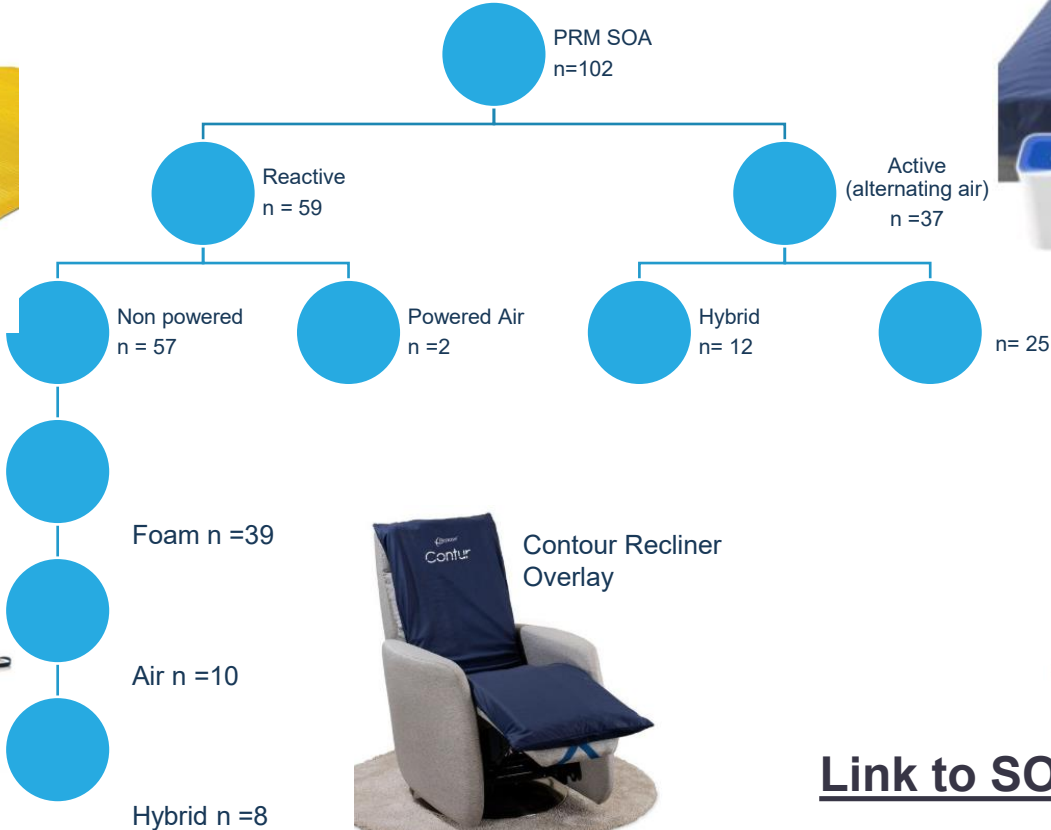 PRM SOA
n=102
Reactive
n = 59
Active
(alternating air)
n =37
Non powered
n = 57
Powered Air
n =2
Hybrid
n= 12
n= 25
Foam n =39
Air n =10
Hybrid n =8
Contur
Contour Recliner
Overlay
Link to SO